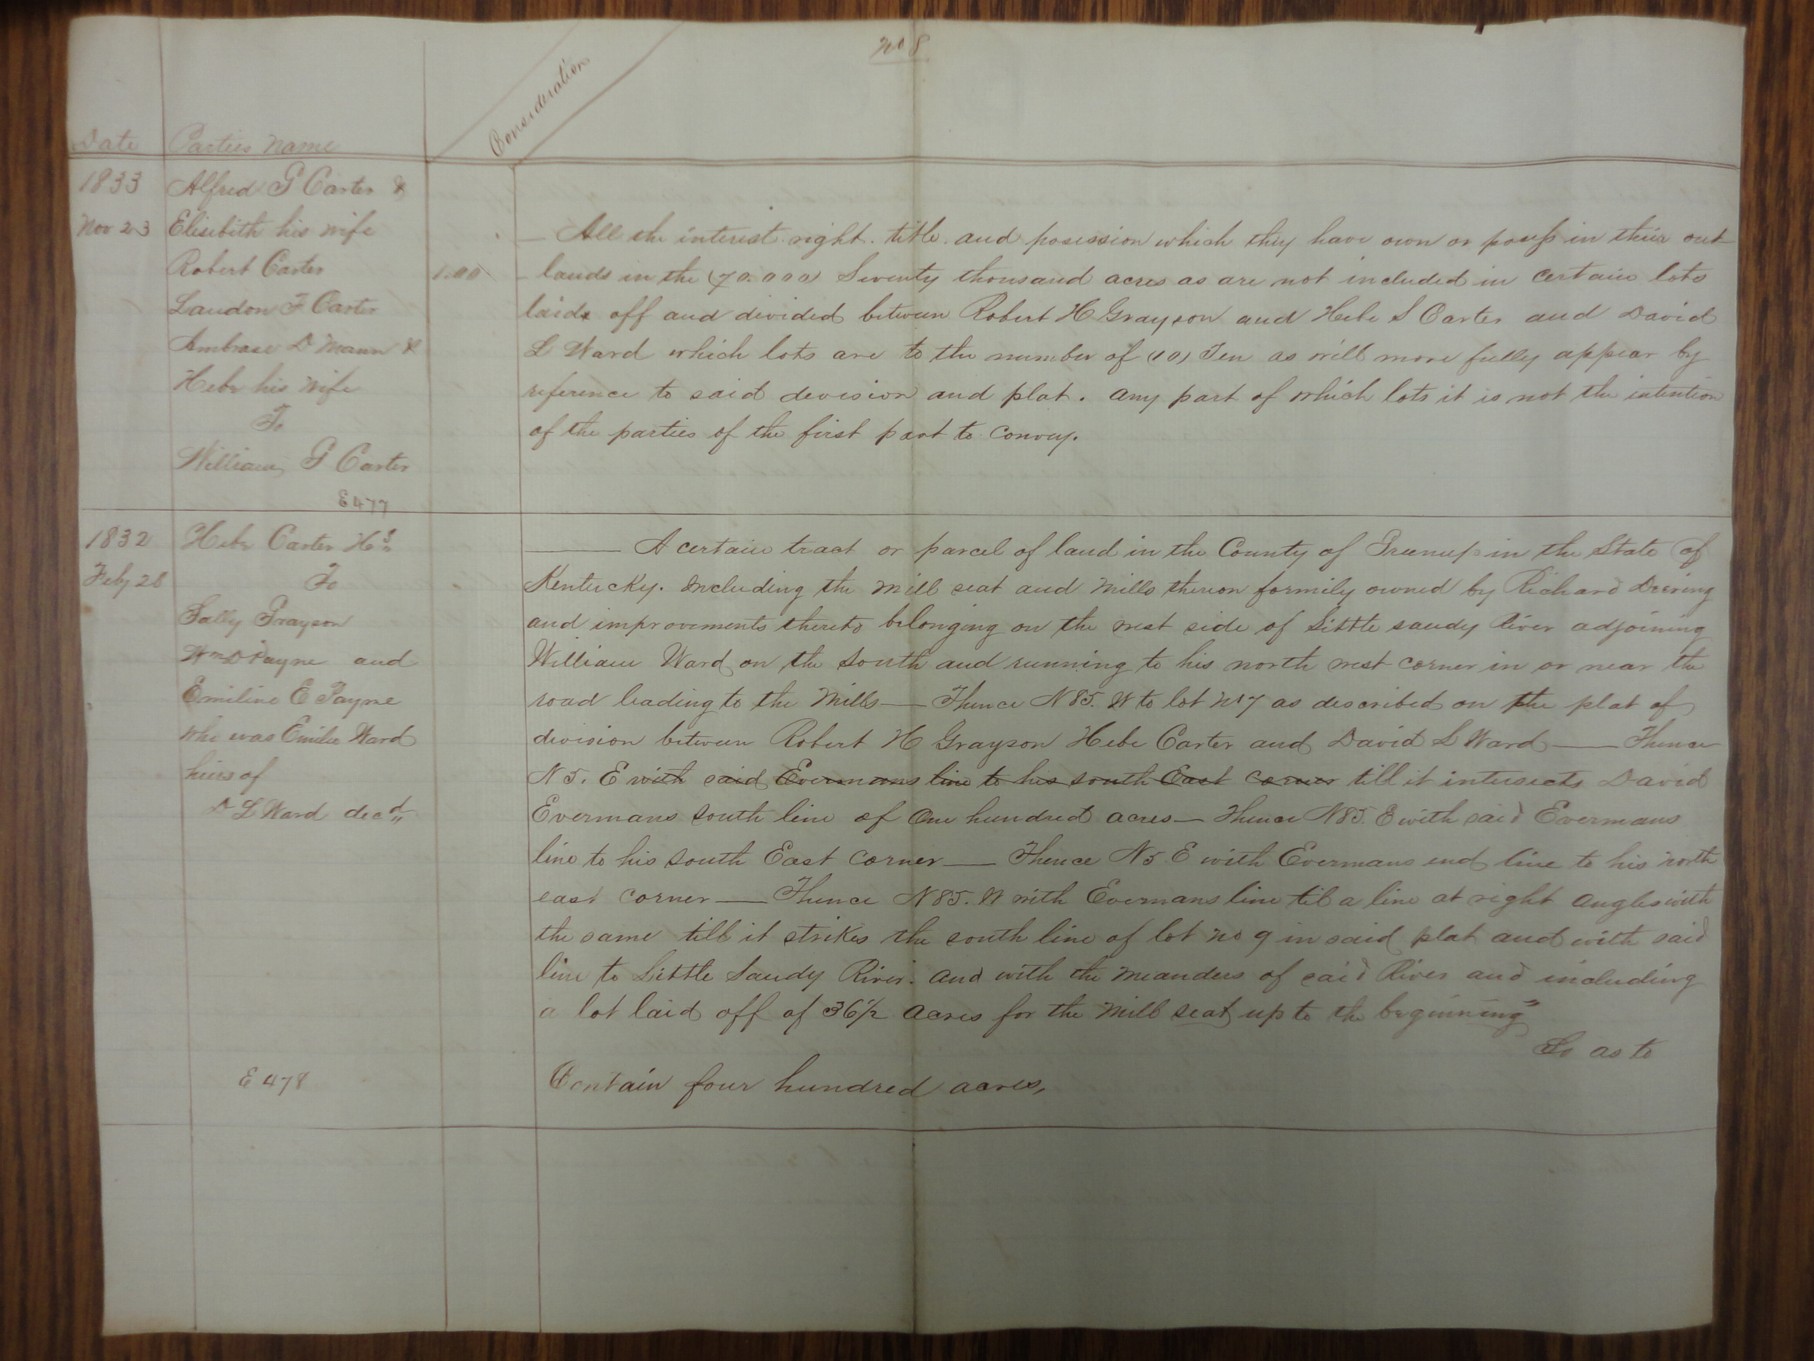 No 8
Date Parties Name Consideration
1833 Alfred G Carter &
Nov 23 Elisibith his wife
Robert Carter 1.00
Landon F Carter
Ambrose D Mann &
Hebe his wife
To
William G Carter
E 477
All the interist right. title. and posession which they have own or possess in their out
lands in the (70.000) Seventy thousand acres as are not included in certain lots
laid off and divided between Robert H Grayson and Hebe S Carter and David
L Ward which lots are to the number of (10) Ten as will more fully appear by
reference to said devision and plat. any part of which lots it is not the intention
of the parties of the first part to convey.
1832 Hebe Carter Hrs
Feby 28 To
Sally Grayson
Wm D Payne and
Emiline E Payne
who was Emilie Ward
heirs of
D L Ward decd
E 478
A certain tract or parcel of land in the County of Greenup in the State of
Kentucky. Including the mill seat and mills thereon formily owned by Richard Deering
and improvements thereto belonging on the west side of Little sandy River adjoining
William Ward on the South and running to his north west corner in or near the
road leading to the Mills — Thence N 85. W to lot No 7 as described on the plat of
division between Robert H Grayson Hebe Carter and David L Ward — Thence
N 5. E with said Evermans line to his south East corner till it intersects David
Evermans south line of One hundred acres — Thence N 85. E with said Evermans
line to his South East Corner — Thence N 5 E with Evermans end line to his north
east corner — Thence N 85. W with Evermans line til a line at right angles with
the same till it strikes the south line of lot No 9 in said plat and with said
line to Little Sandy River. and with the meanders of said River and including
a lot laid off of 36 1/2 acres for the Mill seat up to the beginning"
So as to
Contain four hundred acres,